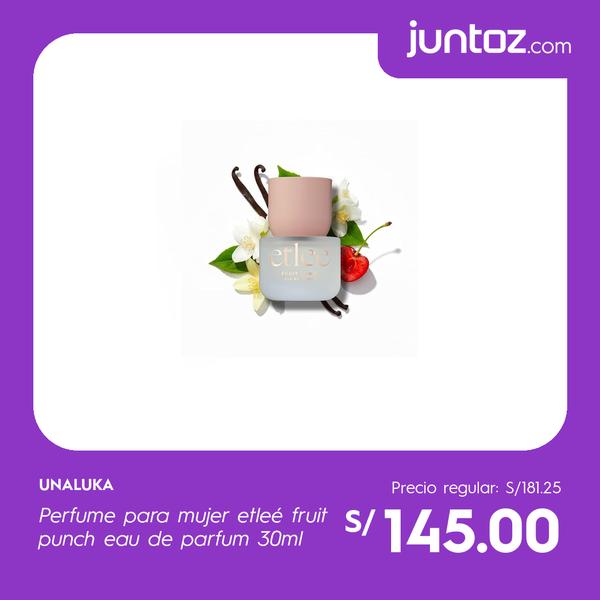 juntoz.com
etlee
UNALUKA
Perfume para mujer etleé fruit
punch eau de parfum 30ml
Precio regular: S/181.25
S/145.00